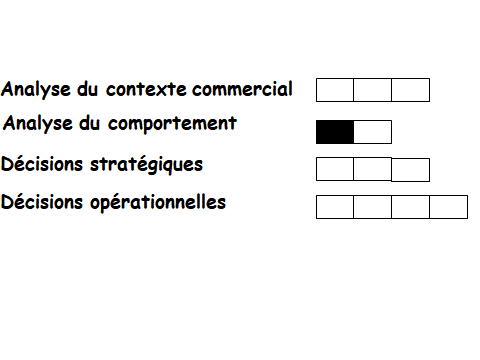 Analyse du contexte commercial
Analyse du comportement
Décisions stratégiques
Décisions opérationnelles